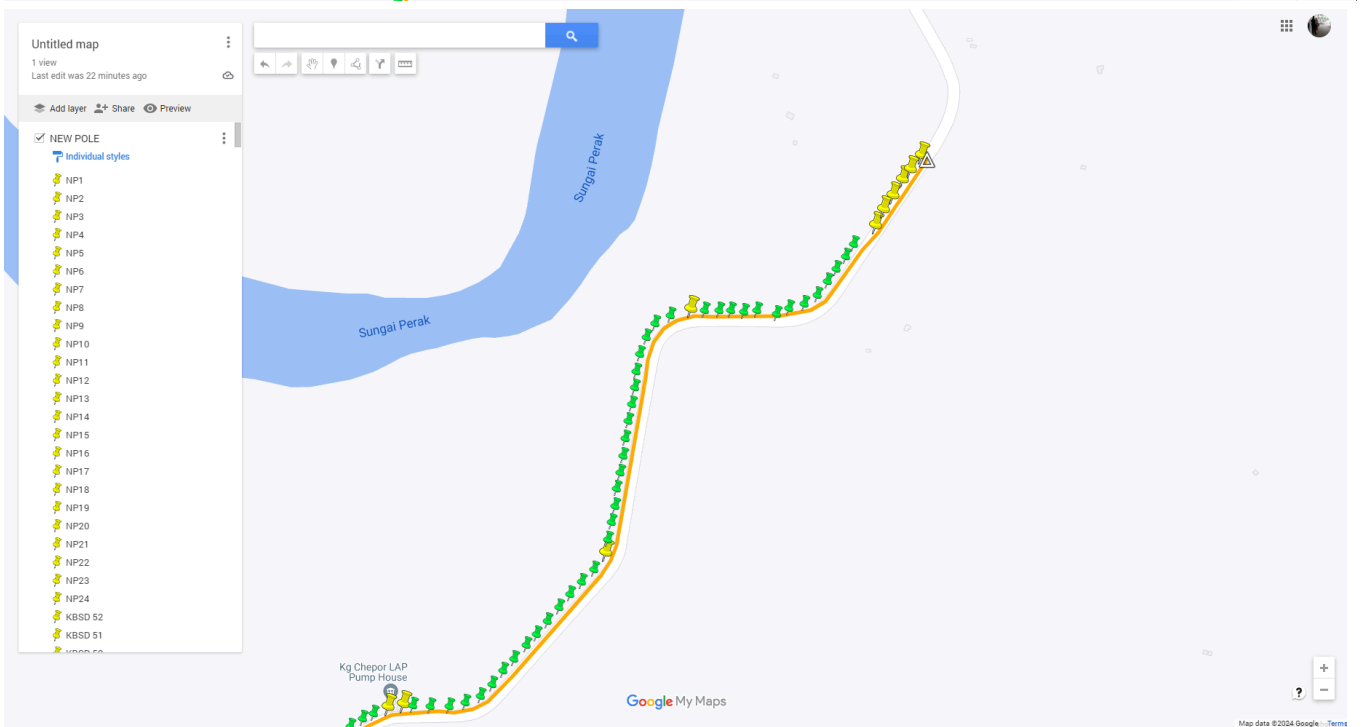 Untitled map
1 view
Last edit was 22 minutes ago
Add layer Share Preview
NEW POLE
Individual styles
NP1
NP2
NP3
NP4
NP5
NP6
NP7
NP8
NP9
NP10
NP11
NP12
NP13
NP14
NP15
NP16
NP17
NP18
NP19
NP20
NP21
NP22
NP23
NP24
KBSD 52
KBSD 51
Sungai Perak
Sungai Perak
Kg Chepor LAP
Pump House
Google My Maps
?
+
−
Map data ©2024 Google Terms